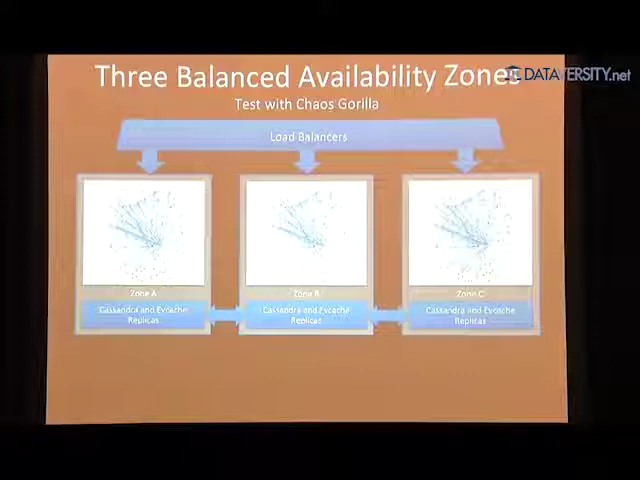 Three Balanced Availability Zones
DATAVERSITY.net
Test with Chaos Gorilla
Load Balancers
Zone A
Zone B
Zone C
Cassandra and Evcache
Replicas
Cassandra and Evcache
Replicas
Cassandra and Evcache
Replicas